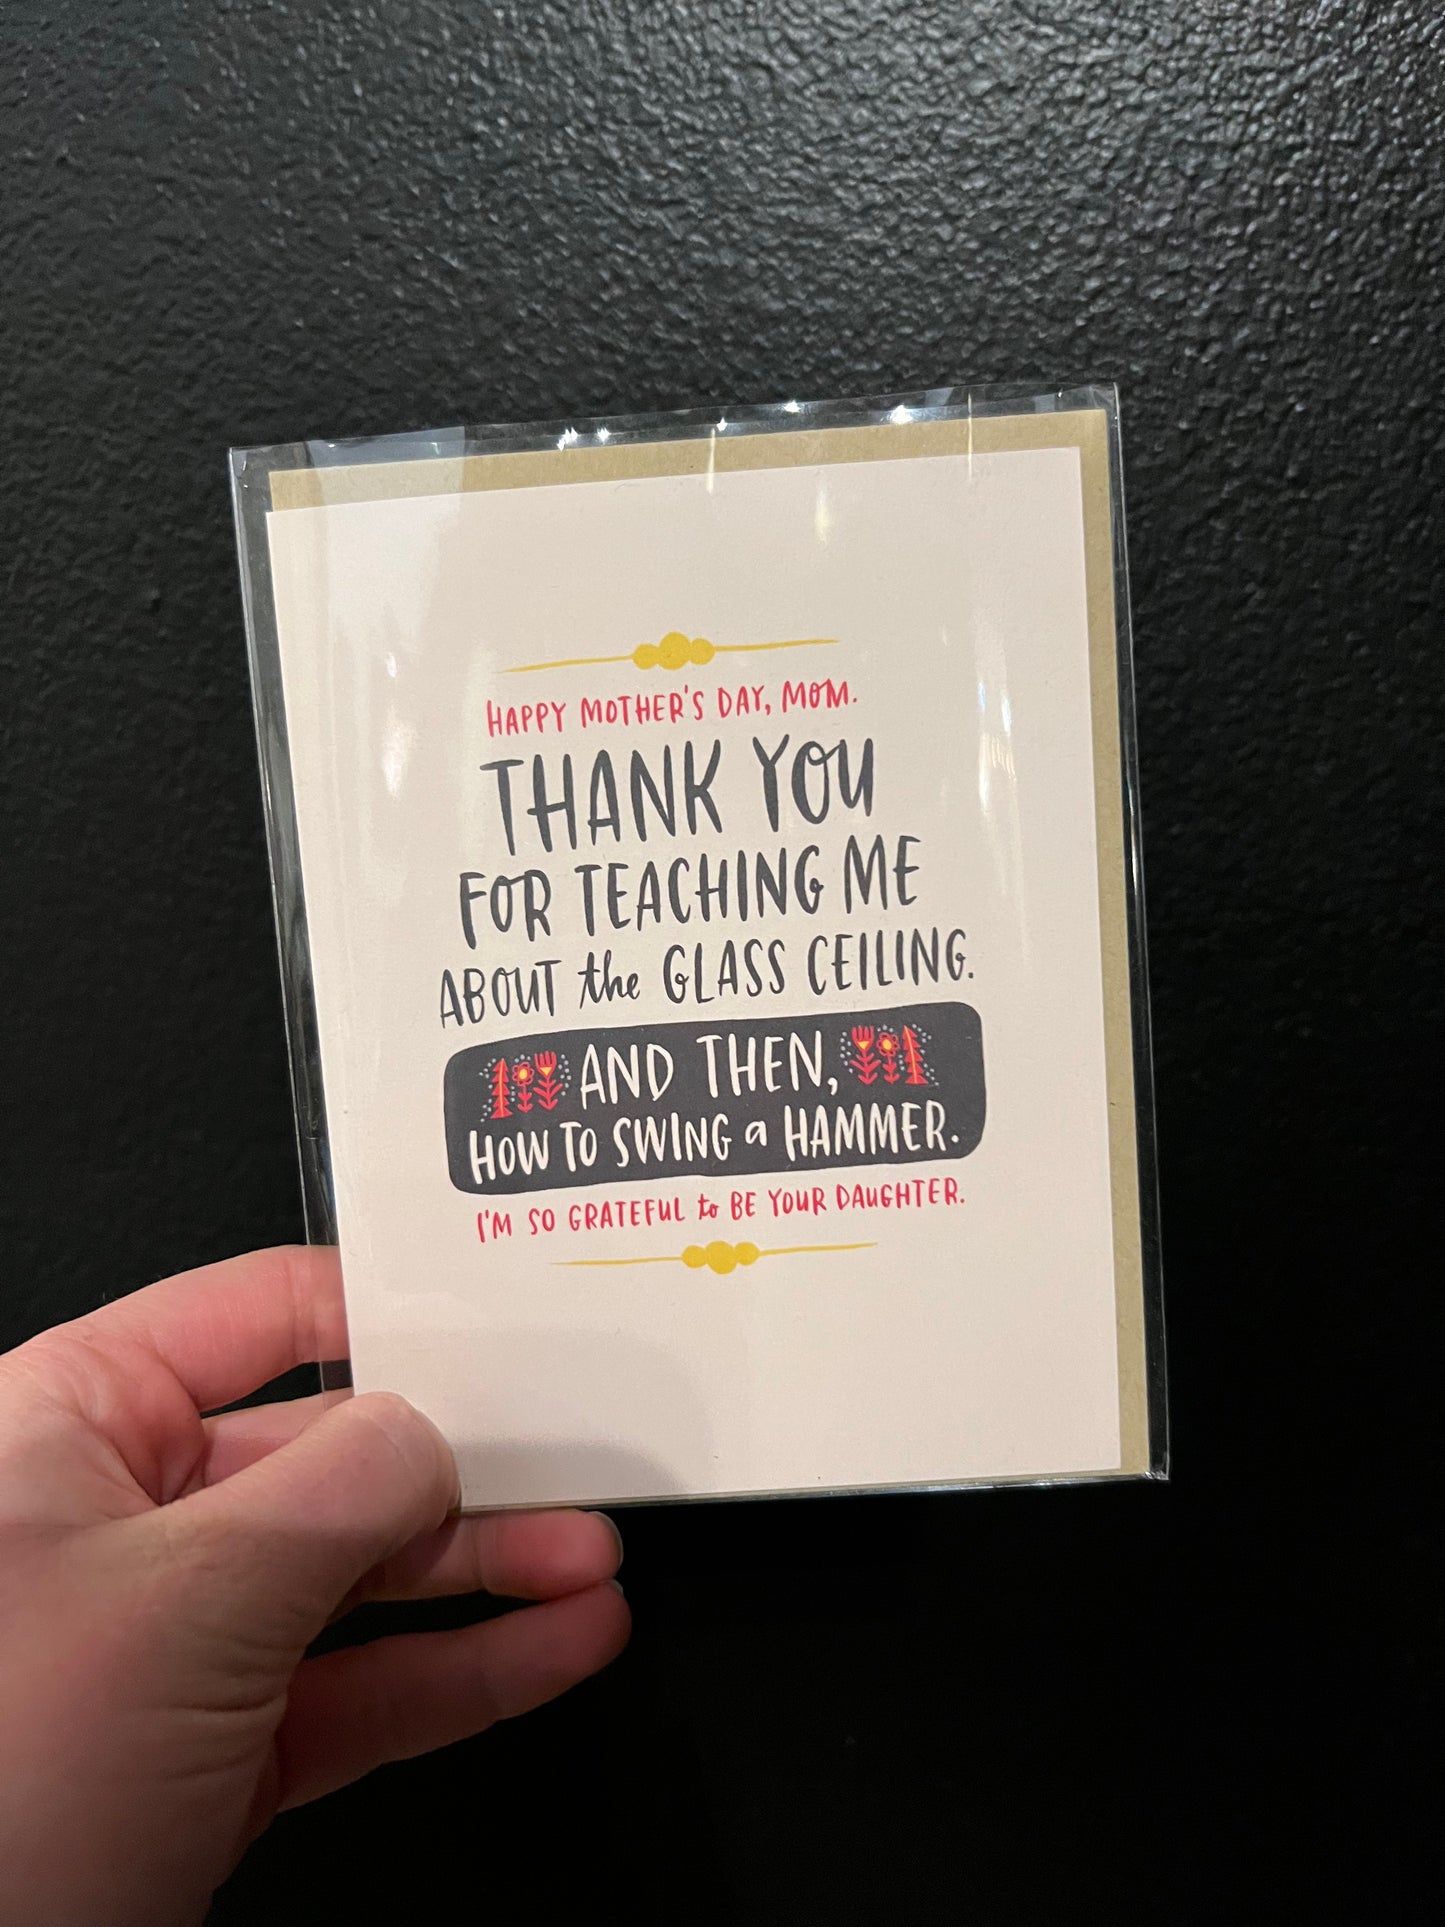 HAPPY MOTHER'S DAY, MOM.
THANK YOU
FOR TEACHING ME
ABOUT the GLASS CEILING.
AND THEN,
HOW TO SWING a HAMMER.
I'M SO GRATEFUL to BE YOUR DAUGHTER.